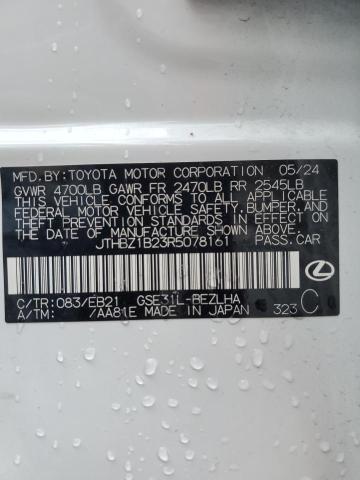 MFD. BY: TOYOTA MOTOR CORPORATION 05/24
GVWR 4700LB GAWR FR 2470LB RR 2545LB
THIS VEHICLE CONFORMS TO ALL APPLICABLE
FEDERAL MOTOR VEHICLE SAFETY, BUMPER, AND
THEFT PREVENTION STANDARDS IN EFFECT ON
THE DATE OF MANUFACTURE SHOWN ABOVE.
JTHBZ1B23R5078161 PASS.CAR
C/TR: 083/EB21 GSE31L-BEZLHA
A/TM: /AA81E MADE IN JAPAN 323 C